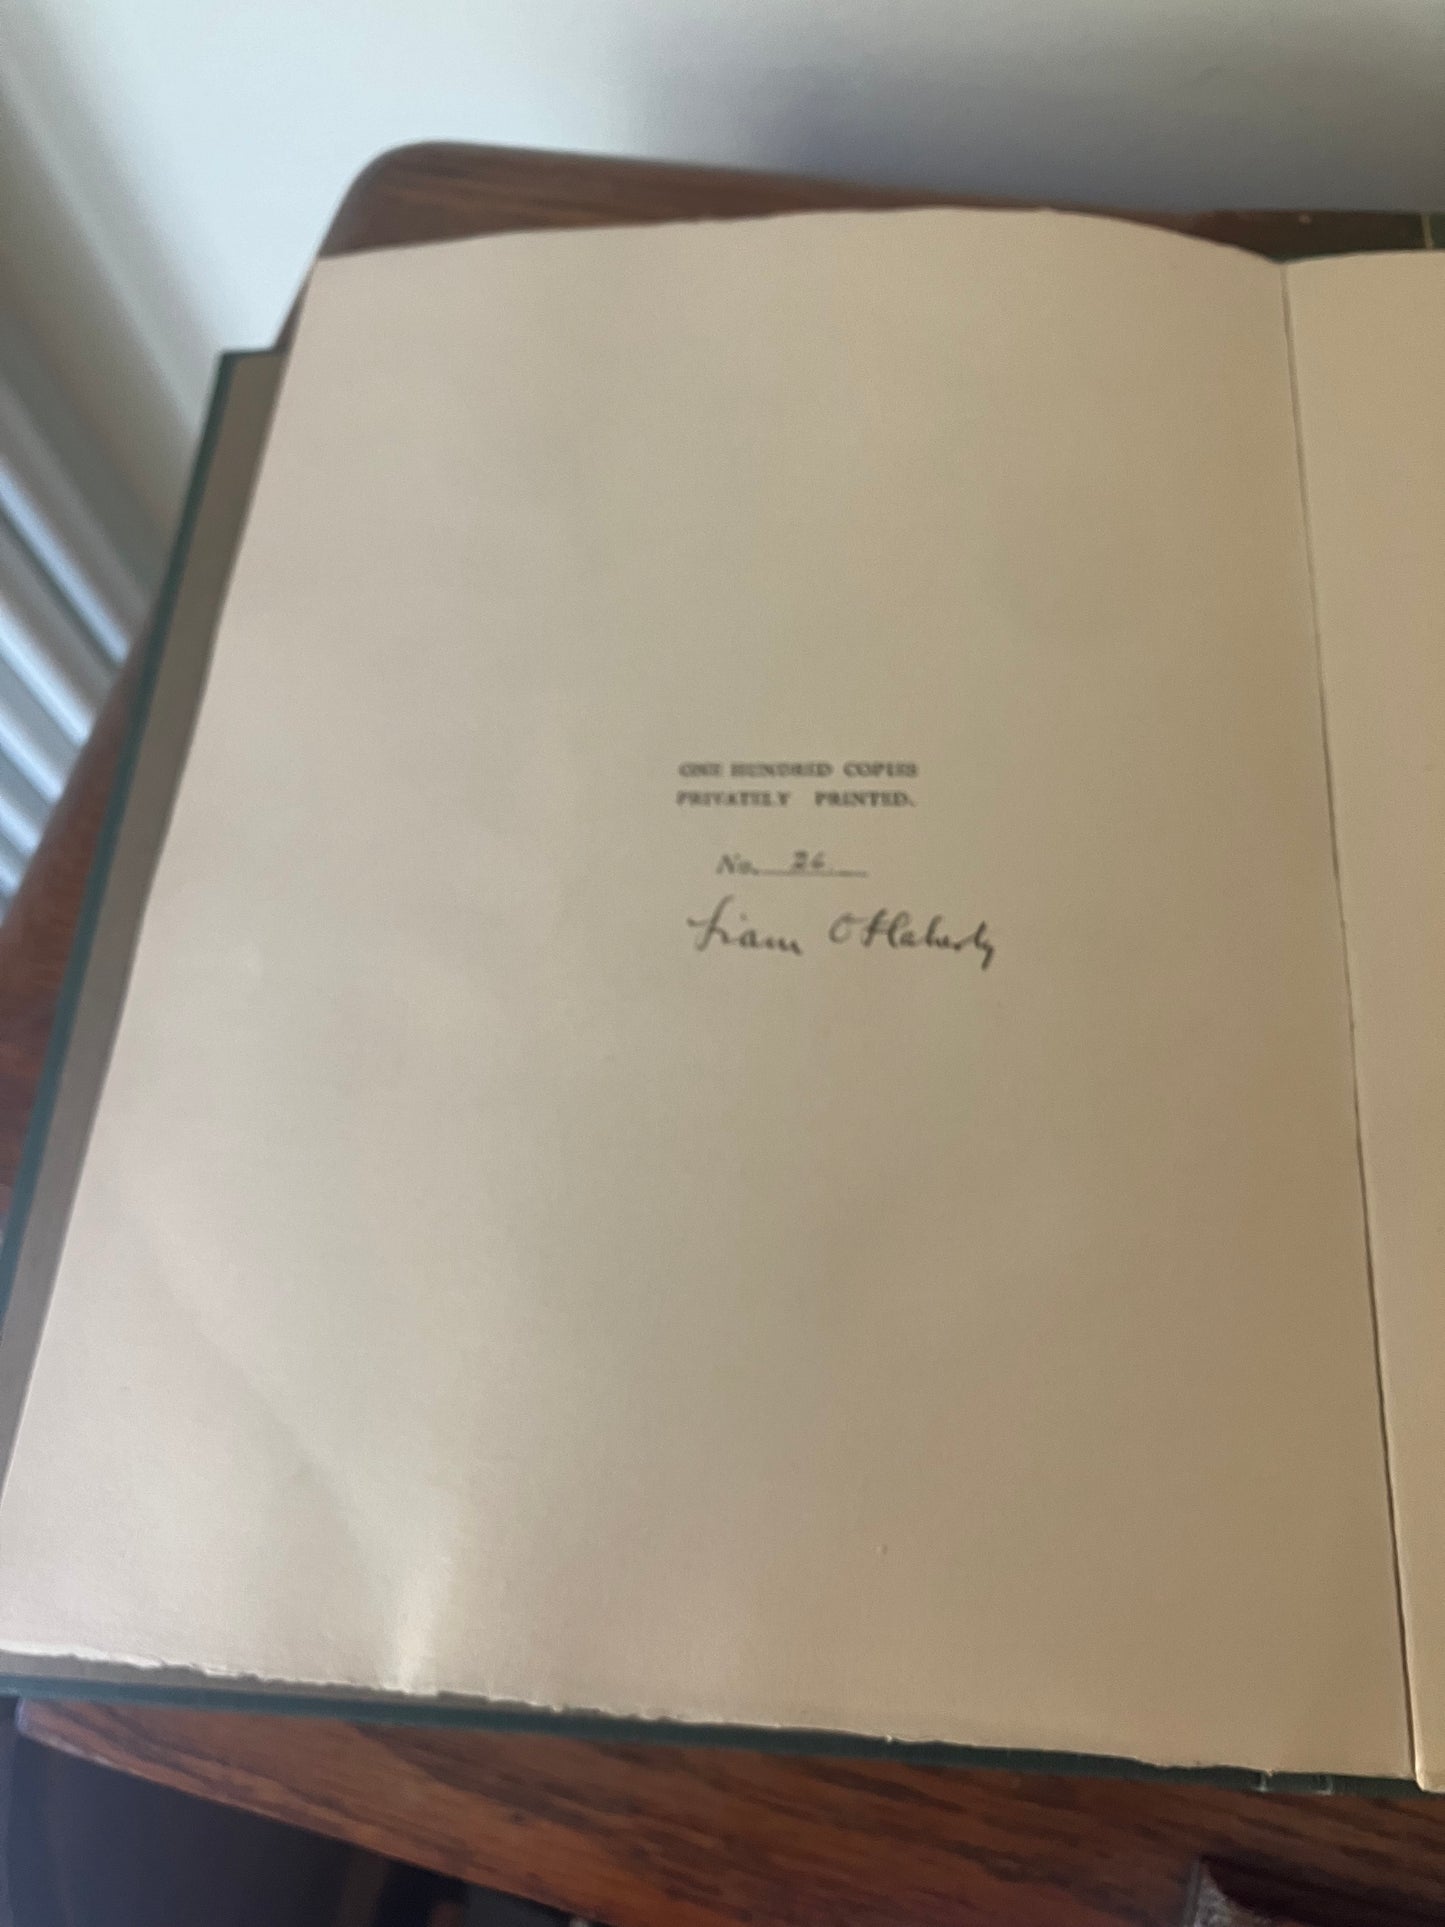 ONE HUNDRED COPIES
PRIVATELY PRINTED.
No. 26
Liam O'Flaherty